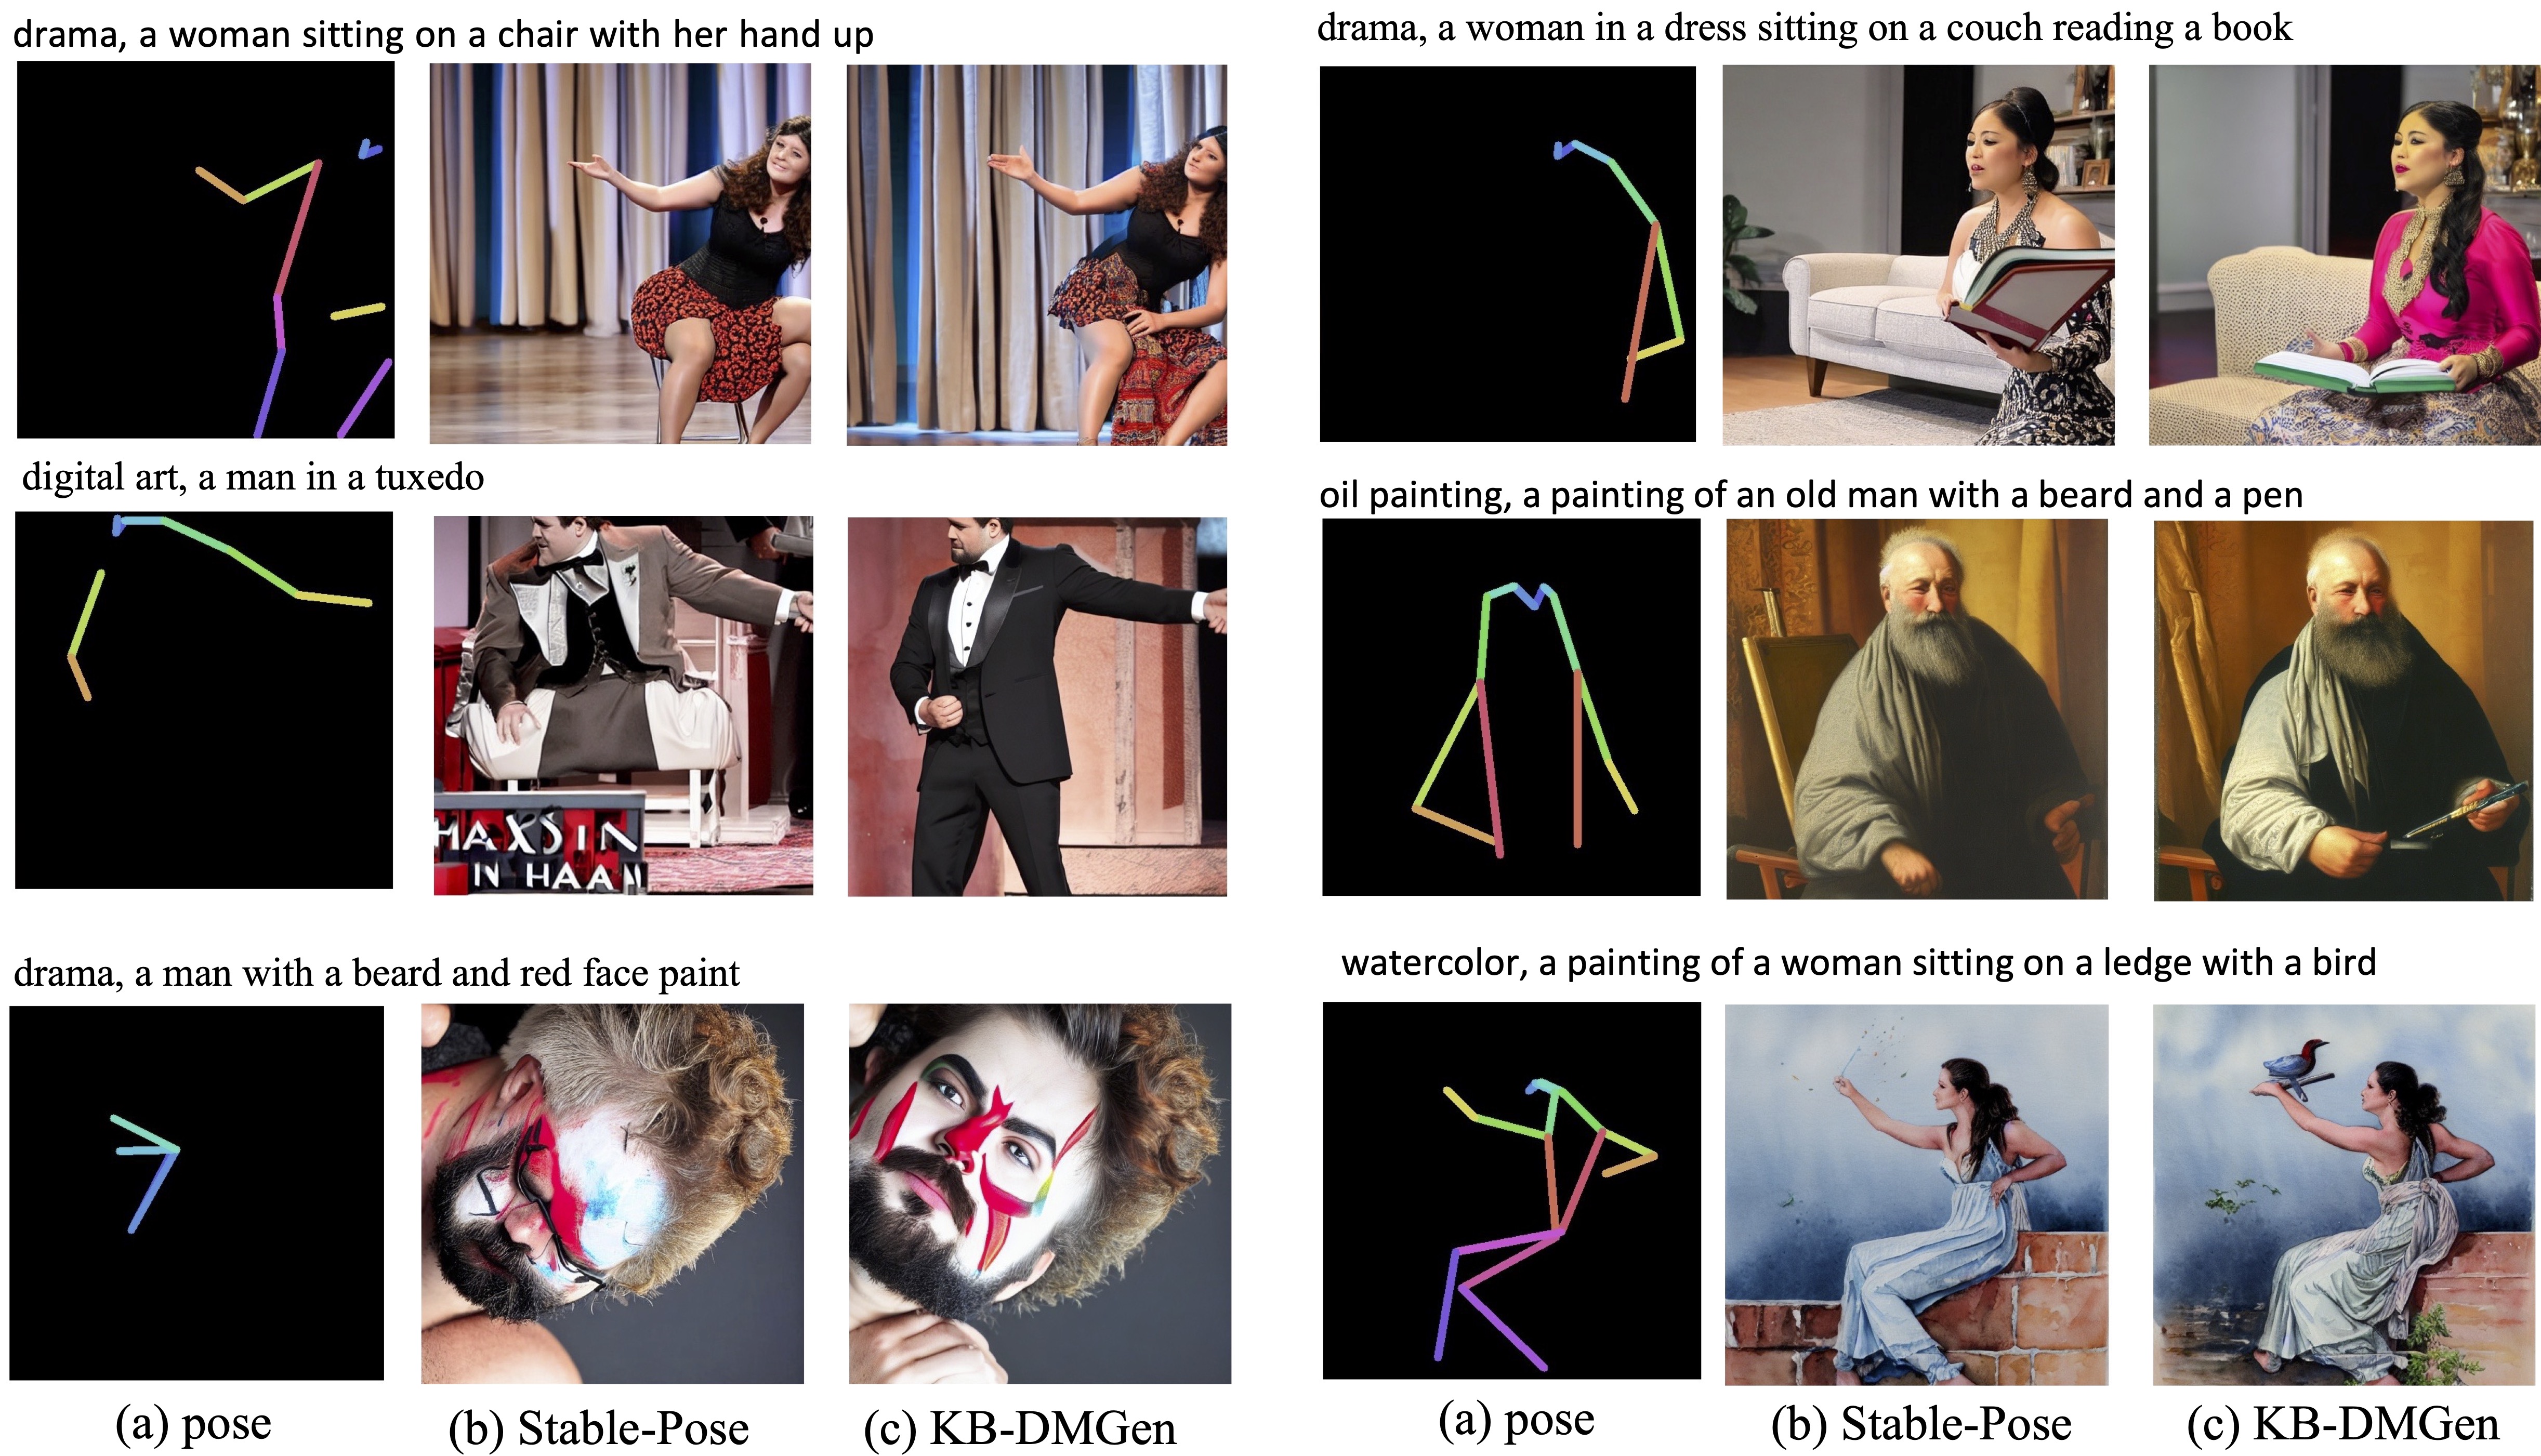 drama, a woman sitting on a chair with her hand up
drama, a woman in a dress sitting on a couch reading a book
digital art, a man in a tuxedo
oil painting, a painting of an old man with a beard and a pen
HAXSIN
IN HAAN
drama, a man with a beard and red face paint
watercolor, a painting of a woman sitting on a ledge with a bird
(a) pose
(b) Stable-Pose
(c) KB-DMGen
(a) pose
(b) Stable-Pose
(c) KB-DMGen